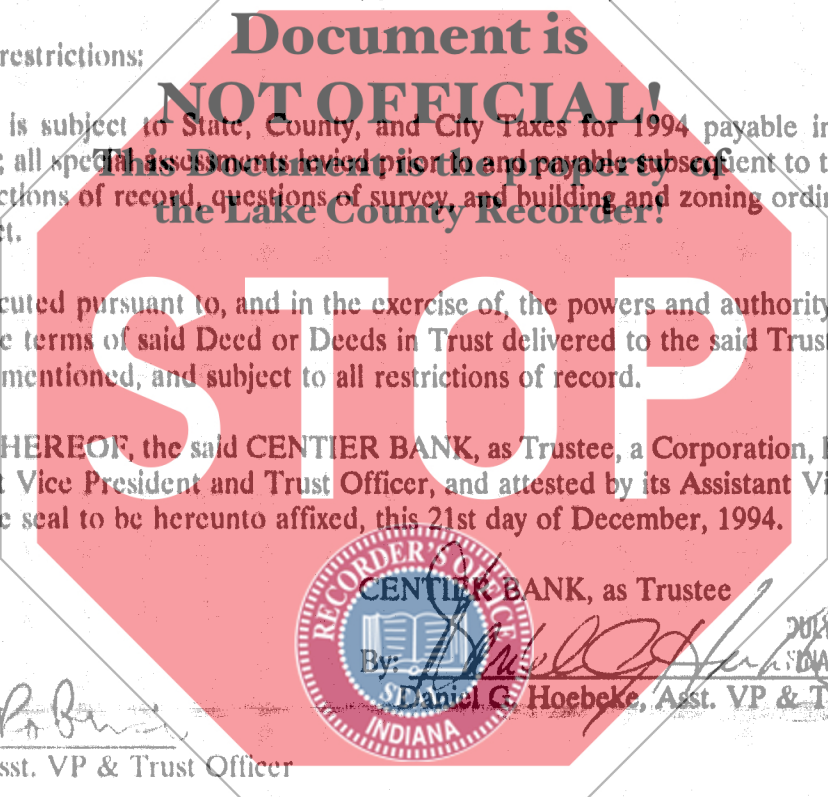 Document is
restrictions:
NOT OFFICIAL!
is subject to State, County, and City Taxes for 1994 payable in
; all special assessments levied prior to and payable subsequent to t
This Document is the property of
ctions of record, questions of survey, and building and zoning ordin
the Lake County Recorder!
ct.
cuted pursuant to, and in the exercise of, the powers and authority
e terms of said Deed or Deeds in Trust delivered to the said Trust
mentioned, and subject to all restrictions of record.
STOP
HEREOF, the said CENTIER BANK, as Trustee, a Corporation,
t Vice President and Trust Officer, and attested by its Assistant Vi
e seal to be hereunto affixed, this 21st day of December, 1994.
RECORDER'S OFFICE
CENTIER BANK, as Trustee
By:
Daniel G. Hoebeke, Asst. VP & T
INDIANA
sst. VP & Trust Officer